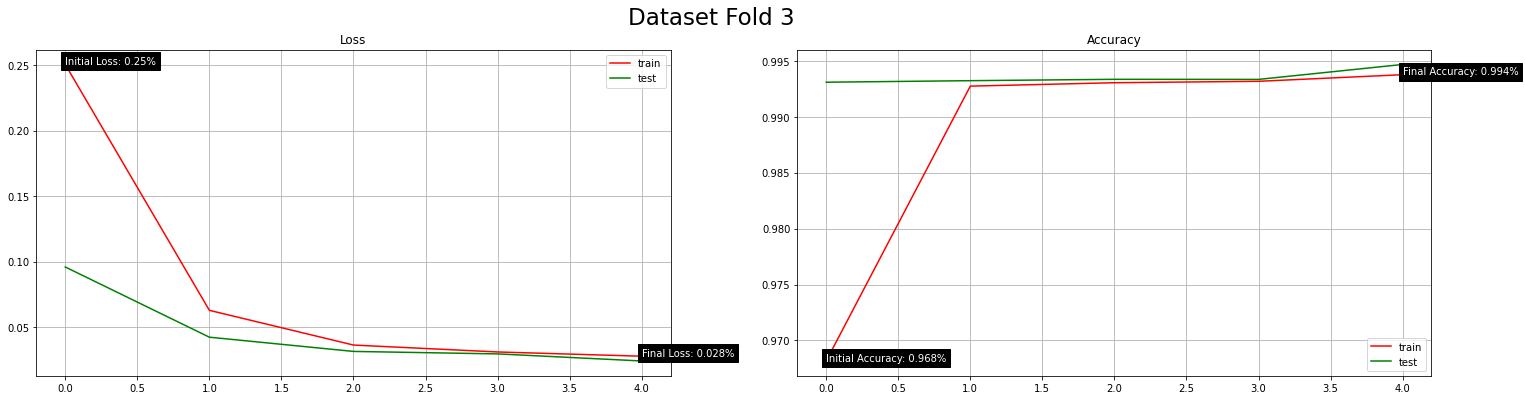 Dataset Fold 3
Loss
Initial Loss: 0.25%
train
test
0.25
0.20
0.15
0.10
0.05
Final Loss: 0.028%
0.0 0.5 1.0 1.5 2.0 2.5 3.0 3.5 4.0
Accuracy
0.995
0.990
0.985
0.980
0.975
0.970
Final Accuracy: 0.994%
Initial Accuracy: 0.968%
train
test
0.0 0.5 1.0 1.5 2.0 2.5 3.0 3.5 4.0